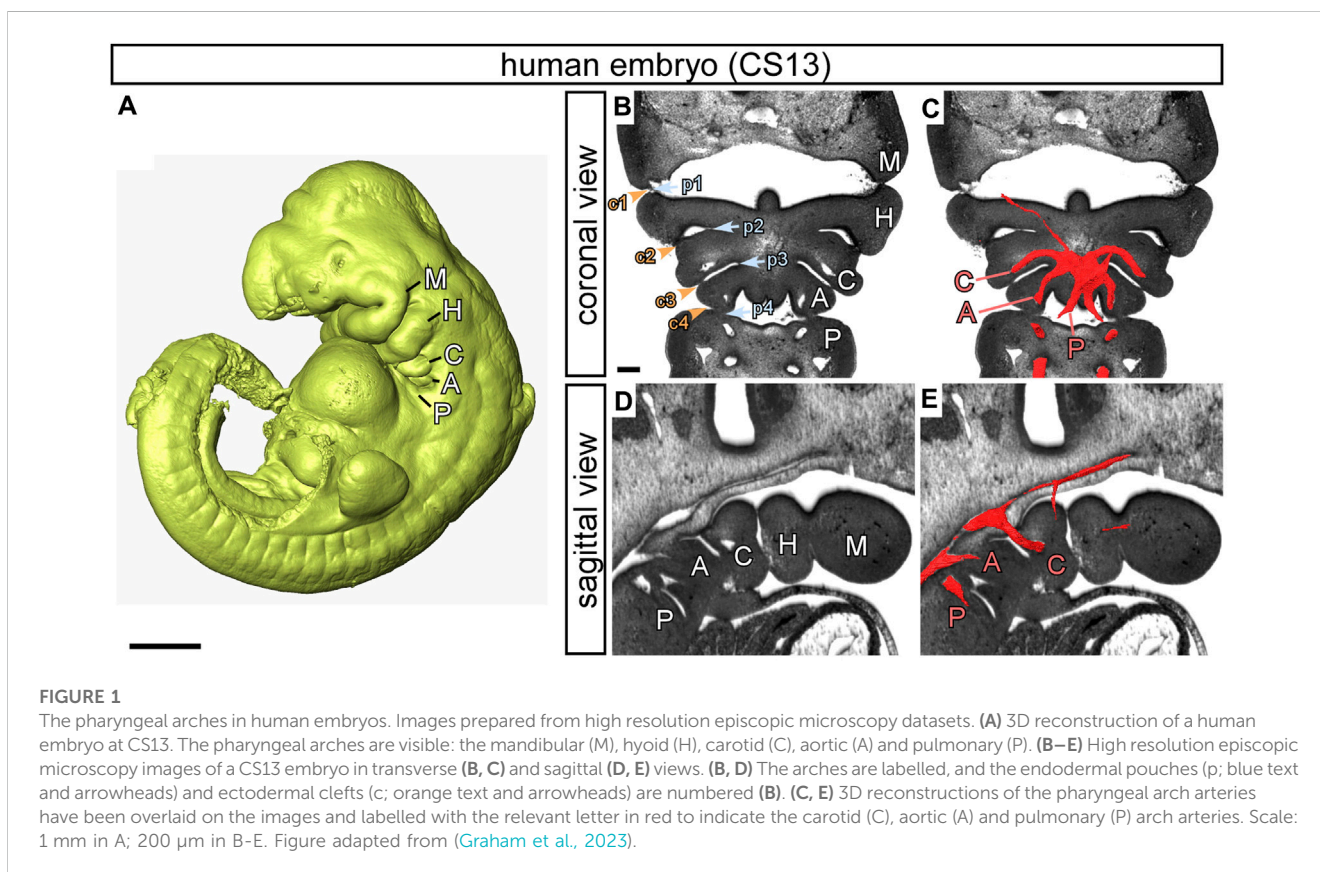 human embryo (CS13)
A
M
H
C
A
P
coronal view
B
M
H
C
A
P
c1
p1
c2
p2
c3
p3
c4
p4
C
C
A
P
sagittal view
D
A
C
H
M
P
E
A
C
P
FIGURE 1
The pharyngeal arches in human embryos. Images prepared from high resolution episcopic microscopy datasets. (A) 3D reconstruction of a human
embryo at CS13. The pharyngeal arches are visible: the mandibular (M), hyoid (H), carotid (C), aortic (A) and pulmonary (P). (B–E) High resolution episcopic
microscopy images of a CS13 embryo in transverse (B, C) and sagittal (D, E) views. (B, D) The arches are labelled, and the endodermal pouches (p; blue text
and arrowheads) and ectodermal clefts (c; orange text and arrowheads) are numbered (B). (C, E) 3D reconstructions of the pharyngeal arch arteries
have been overlaid on the images and labelled with the relevant letter in red to indicate the carotid (C), aortic (A) and pulmonary (P) arch arteries. Scale:
1 mm in A; 200 μm in B-E. Figure adapted from (Graham et al., 2023).